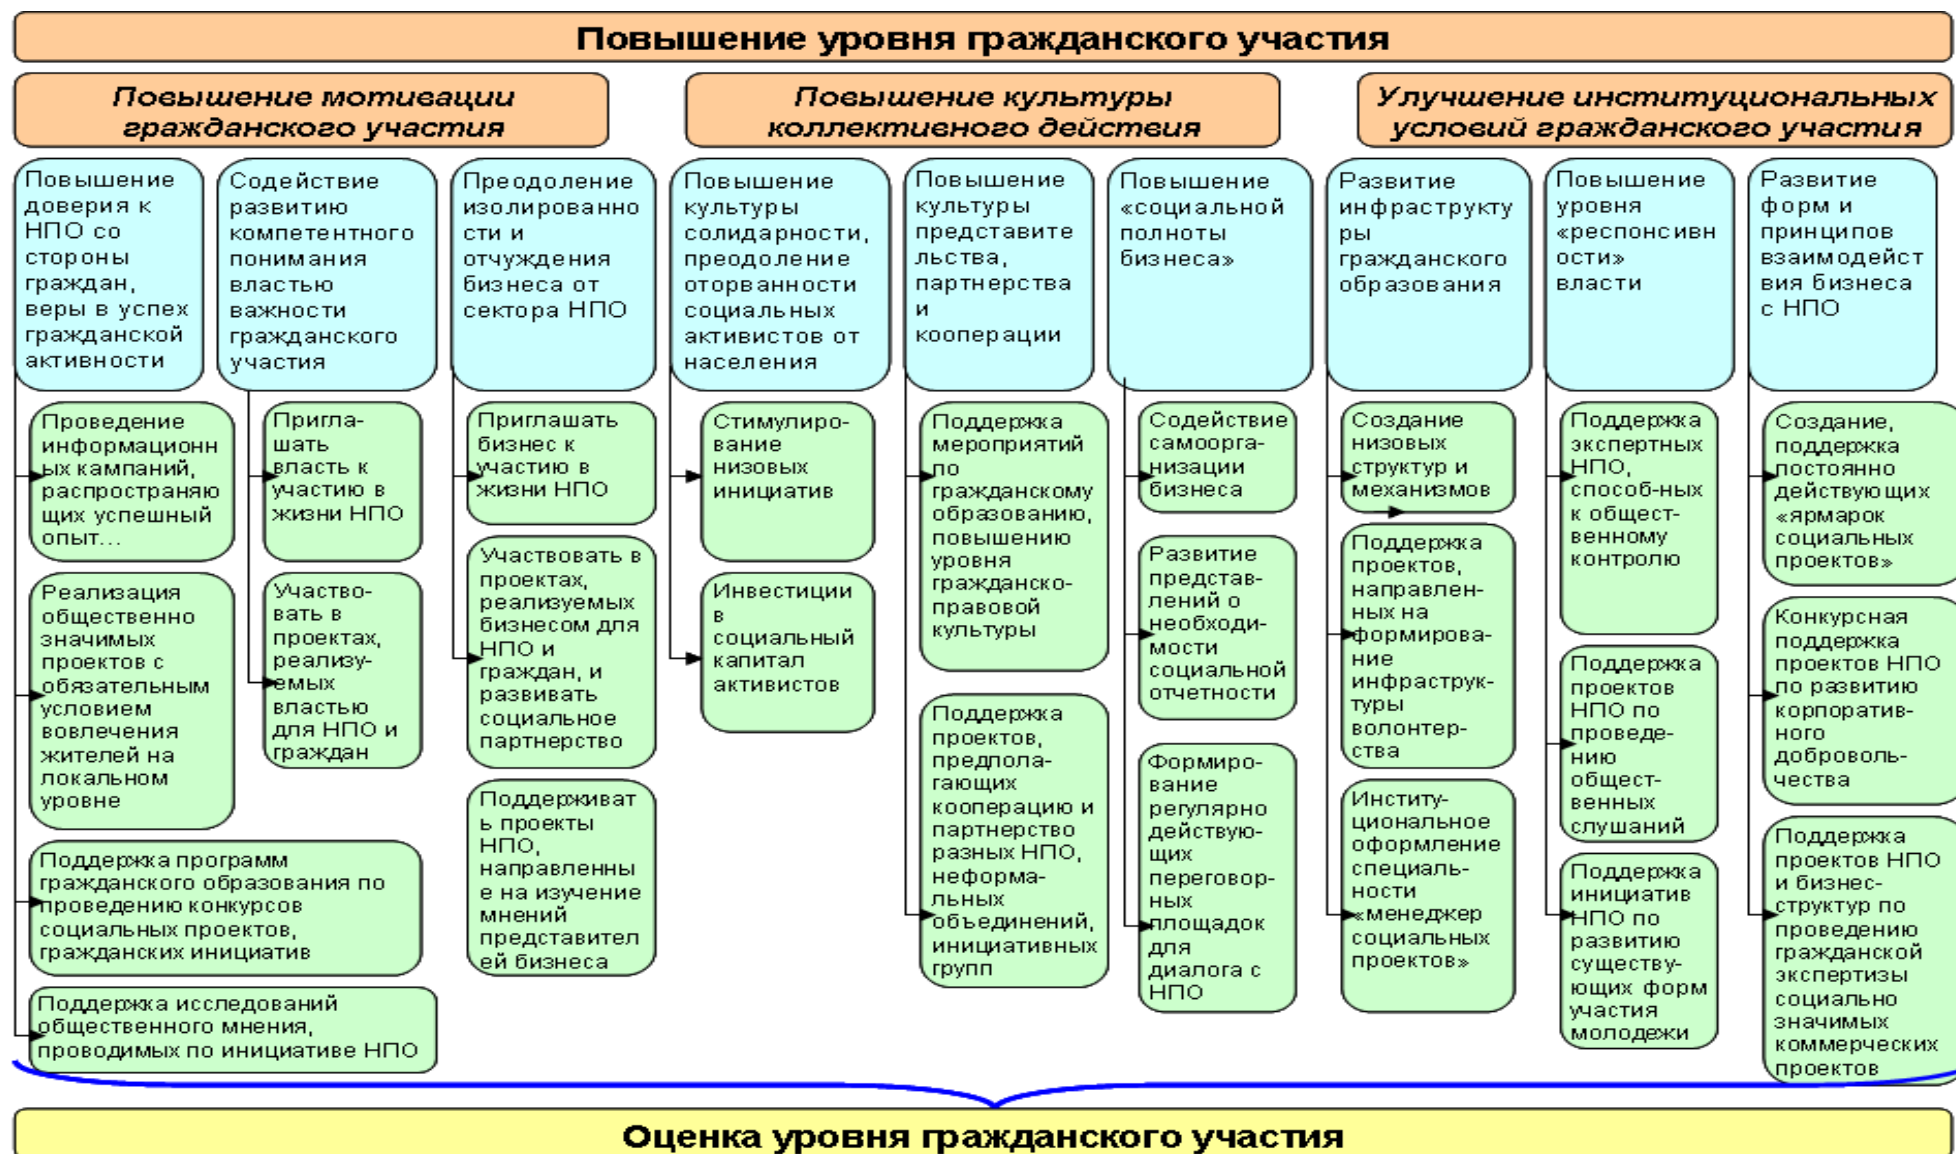 Повышение уровня гражданского участия
Повышение мотивации
гражданского участия
Повышение культуры
коллективного действия
Улучшение институциональных
условий гражданского участия
Повышение
доверия к
НПО со
стороны
граждан,
веры в успех
гражданской
активности
Содействие
развитию
компетентного
понимания
властью
важности
гражданского
участия
Преодоление
изолированно
сти и
отчуждения
бизнеса от
сектора НПО
Повышение
культуры
солидарности,
преодоление
оторванности
социальных
активистов от
населения
Повышение
культуры
представите
льства,
партнерства
и
кооперации
Повышение
«социальной
полноты
бизнеса»
Развитие
инфраструкту
ры
гражданского
образования
Повышение
уровня
«респонсивн
ости»
власти
Развитие
форм и
принципов
взаимодейст
вия бизнеса
с НПО
Проведение
информационн
ых кампаний,
распространяю
щих успешный
опыт...
Реализация
общественно
значимых
проектов с
обязательным
условием
вовлечения
жителей на
локальном
уровне
Поддержка программ
гражданского образования по
проведению конкурсов
социальных проектов,
гражданских инициатив
Поддержка исследований
общественного мнения,
проводимых по инициативе НПО
Пригла-
шать
власть к
участию в
жизни НПО
Участво-
вать в
проектах,
реализу-
емых
властью
для НПО и
граждан
Приглашать
бизнес к
участию в
жизни НПО
Участвовать в
проектах,
реализуемых
бизнесом для
НПО и
граждан, и
развивать
социальное
партнерство
Поддерживат
ь проекты
НПО,
направленны
е на изучение
мнений
представител
ей бизнеса
Стимулиро-
вание
низовых
инициатив
Инвестиции
в
социальный
капитал
активистов
Поддержка
мероприятий
по
гражданскому
образованию,
повышению
уровня
гражданско-
правовой
культуры
Поддержка
проектов,
предпола-
гающих
кооперацию и
партнерство
разных НПО,
неформа-
льных
объединений,
инициативных
групп
Содействие
самоорга-
низации
бизнеса
Развитие
представ-
лений о
необходи-
мости
социальной
отчетности
Формиро-
вание
регулярно
действую-
щих
переговор-
ных
площадок
для
диалога с
НПО
Создание
низовых
структур и
механизмов
Поддержка
проектов,
направлен-
ных на
формирова-
ние
инфраструк-
туры
волонтер-
ства
Институ-
циональное
оформление
специаль-
ности
«менеджер
социальных
проектов»
Поддержка
экспертных
НПО,
способ-ных
к общест-
венному
контролю
Поддержка
проектов
НПО по
проведе-
нию
общест-
венных
слушаний
Поддержка
инициатив
НПО по
развитию
существу-
ющих форм
участия
молодежи
Создание,
поддержка
постоянно
действующих
«ярмарок
социальных
проектов»
Конкурсная
поддержка
проектов НПО
по развитию
корпоратив-
ного
доброволь-
чества
Поддержка
проектов НПО
и бизнес-
структур по
проведению
гражданской
экспертизы
социально
значимых
коммерческих
проектов
Оценка уровня гражданского участия